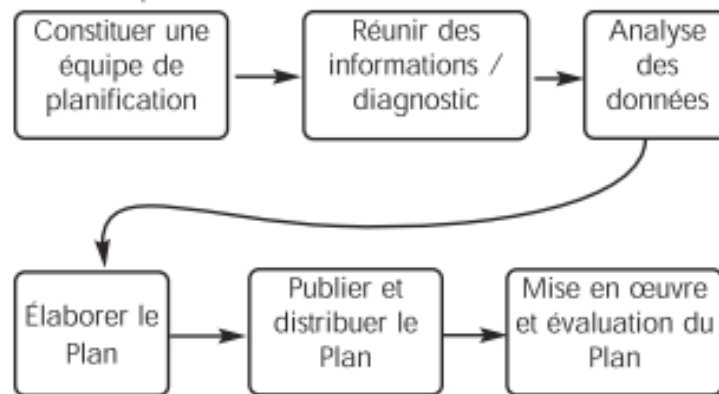 Constituer une
équipe de
planification
Réunir des
informations /
diagnostic
Analyse
des
données
Élaborer le
Plan
Publier et
distribuer le
Plan
Mise en œuvre
et évaluation du
Plan